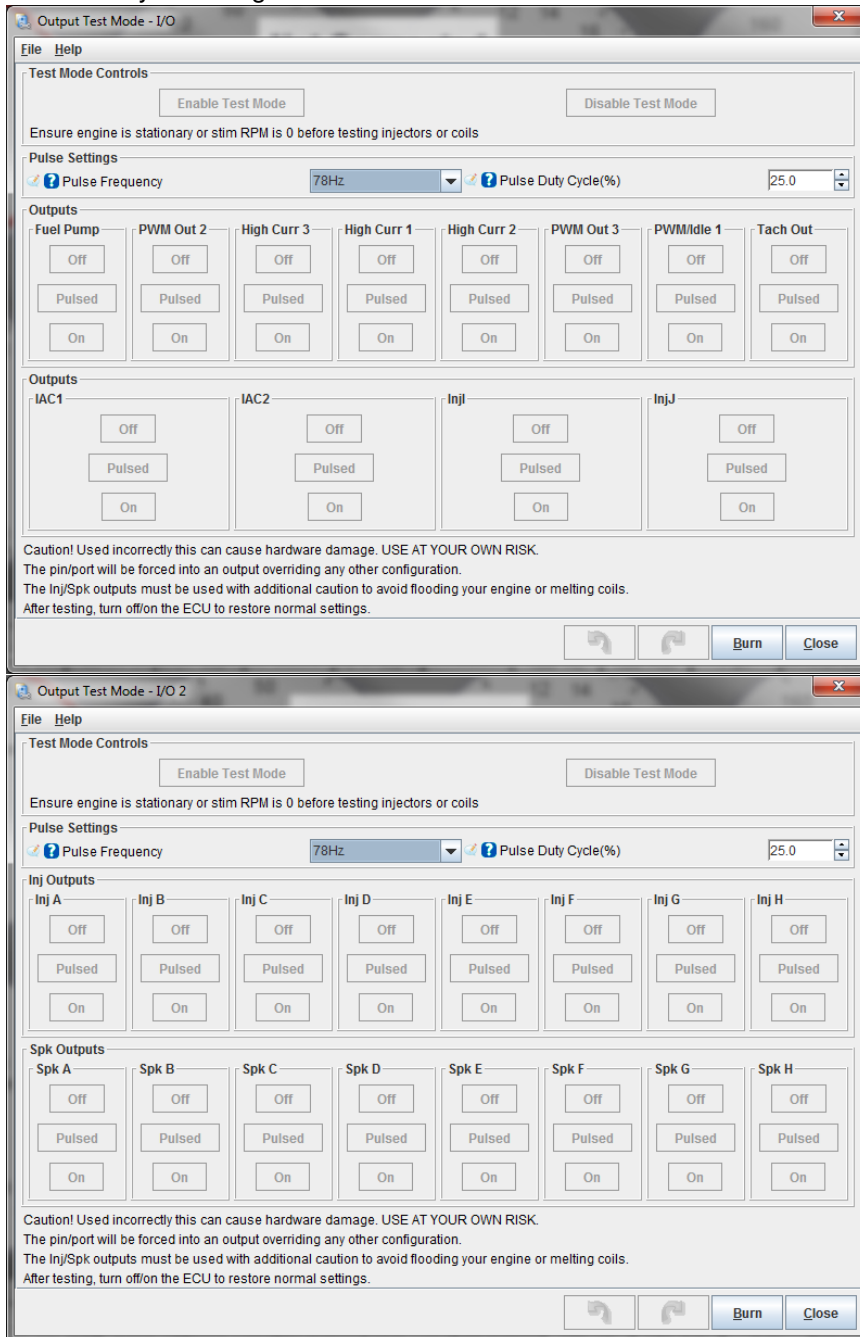 Output Test Mode - I/O
File Help
Test Mode Controls
Enable Test Mode Disable Test Mode
Ensure engine is stationary or stim RPM is 0 before testing injectors or coils
Pulse Settings
Pulse Frequency 78Hz Pulse Duty Cycle(%) 25.0
Outputs
Fuel Pump PWM Out 2 High Curr 3 High Curr 1 High Curr 2 PWM Out 3 PWM/Idle 1 Tach Out
Off Off Off Off Off Off Off Off
Pulsed Pulsed Pulsed Pulsed Pulsed Pulsed Pulsed Pulsed
On On On On On On On On
Outputs
IAC1 IAC2 InjI InjJ
Off Off Off Off
Pulsed Pulsed Pulsed Pulsed
On On On On
Caution! Used incorrectly this can cause hardware damage. USE AT YOUR OWN RISK.
The pin/port will be forced into an output overriding any other configuration.
The Inj/Spk outputs must be used with additional caution to avoid flooding your engine or melting coils.
After testing, turn off/on the ECU to restore normal settings.
Burn Close
Output Test Mode - I/O 2
File Help
Test Mode Controls
Enable Test Mode Disable Test Mode
Ensure engine is stationary or stim RPM is 0 before testing injectors or coils
Pulse Settings
Pulse Frequency 78Hz Pulse Duty Cycle(%) 25.0
Inj Outputs
Inj A Inj B Inj C Inj D Inj E Inj F Inj G Inj H
Off Off Off Off Off Off Off Off
Pulsed Pulsed Pulsed Pulsed Pulsed Pulsed Pulsed Pulsed
On On On On On On On On
Spk Outputs
Spk A Spk B Spk C Spk D Spk E Spk F Spk G Spk H
Off Off Off Off Off Off Off Off
Pulsed Pulsed Pulsed Pulsed Pulsed Pulsed Pulsed Pulsed
On On On On On On On On
Caution! Used incorrectly this can cause hardware damage. USE AT YOUR OWN RISK.
The pin/port will be forced into an output overriding any other configuration.
The Inj/Spk outputs must be used with additional caution to avoid flooding your engine or melting coils.
After testing, turn off/on the ECU to restore normal settings.
Burn Close